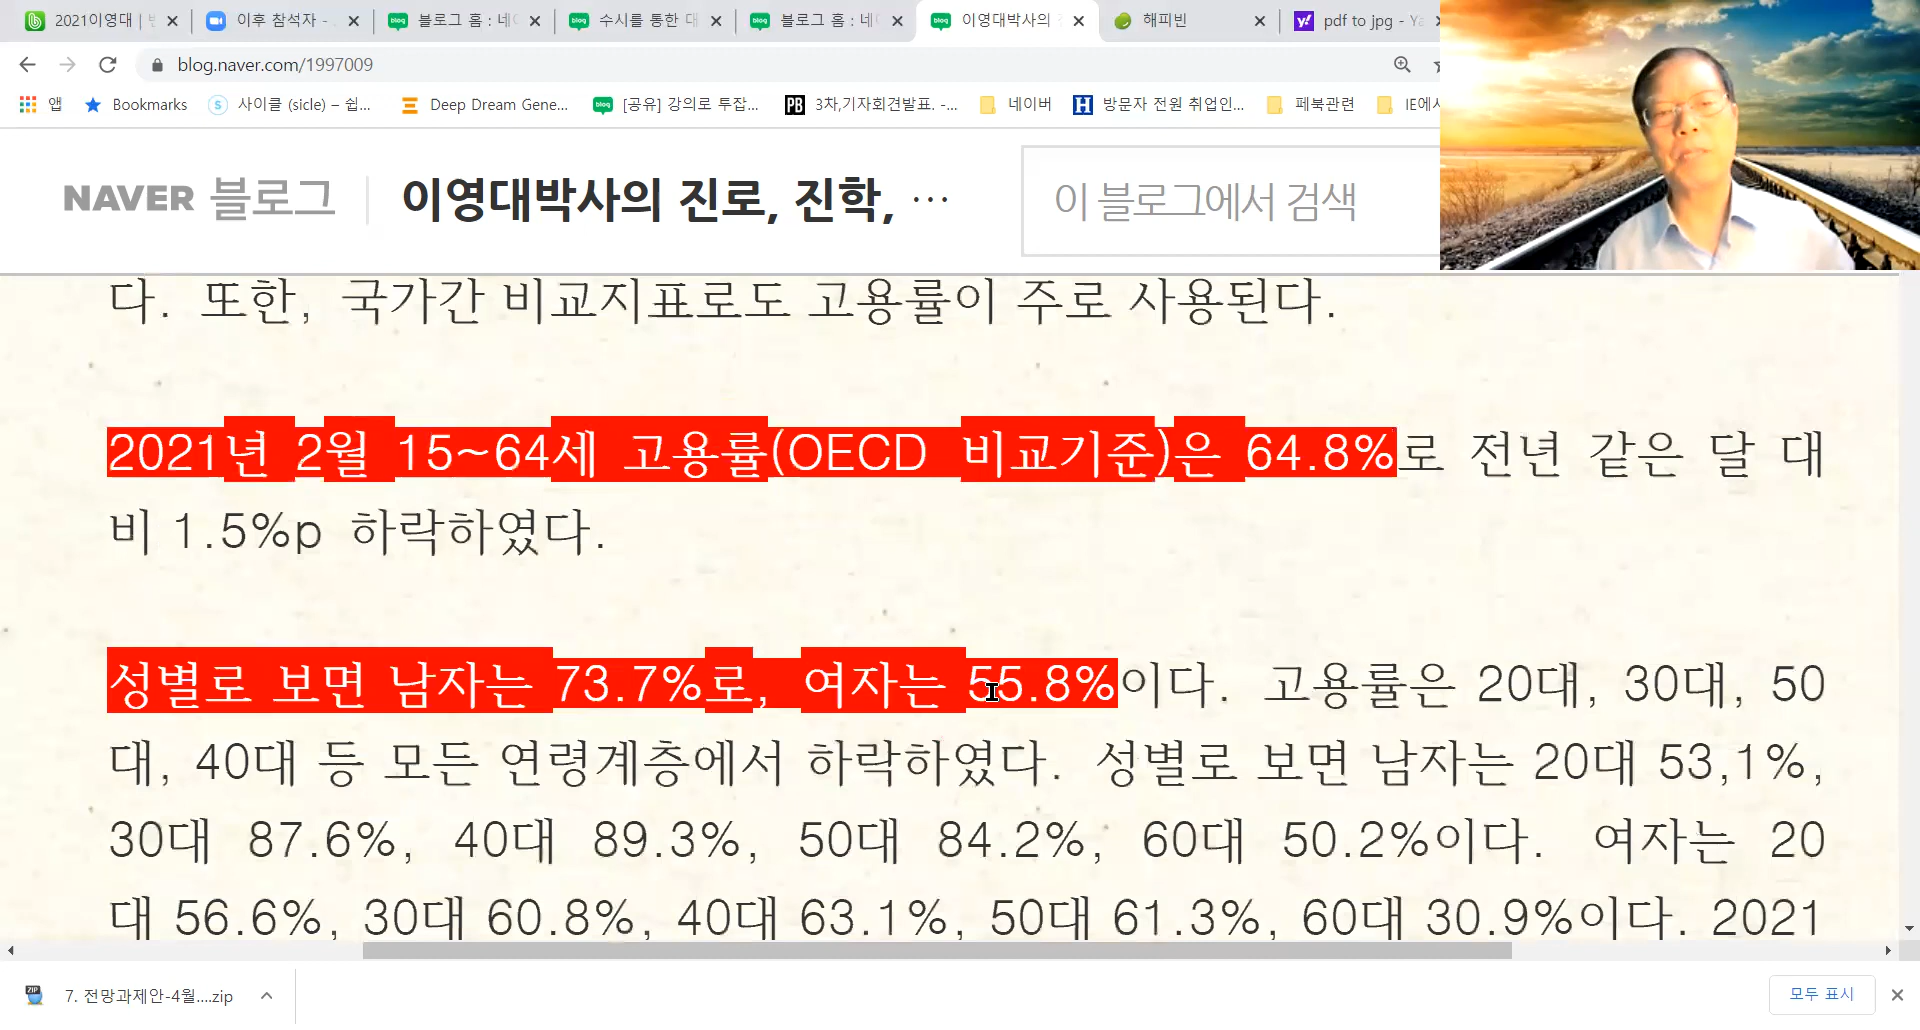 2021이영대 |
이후 참석자 -
블로그 홈 : 네
수시를 통한 대
블로그 홈 : 네
이영대박사의
해피빈
pdf to jpg - Ya
blog.naver.com/1997009
앱
Bookmarks
사이클 (sicle) – 쉽...
Deep Dream Gene...
[공유] 강의로 투잡...
3차,기자회견발표. -...
네이버
방문자 전원 취업인...
페북관련
IE에서
NAVER 블로그
이영대박사의 진로, 진학, ···
이 블로그에서 검색
다. 또한, 국가간 비교지표로도 고용률이 주로 사용된다.
2021년 2월 15~64세 고용률(OECD 비교기준)은 64.8%로 전년 같은 달 대
비 1.5%p 하락하였다.
성별로 보면 남자는 73.7%로, 여자는 55.8%이다. 고용률은 20대, 30대, 50
대, 40대 등 모든 연령계층에서 하락하였다. 성별로 보면 남자는 20대 53,1%,
30대 87.6%, 40대 89.3%, 50대 84.2%, 60대 50.2%이다. 여자는 20
대 56.6%, 30대 60.8%, 40대 63.1%, 50대 61.3%, 60대 30.9%이다. 2021
7. 전망과제안-4월....zip
모두 표시